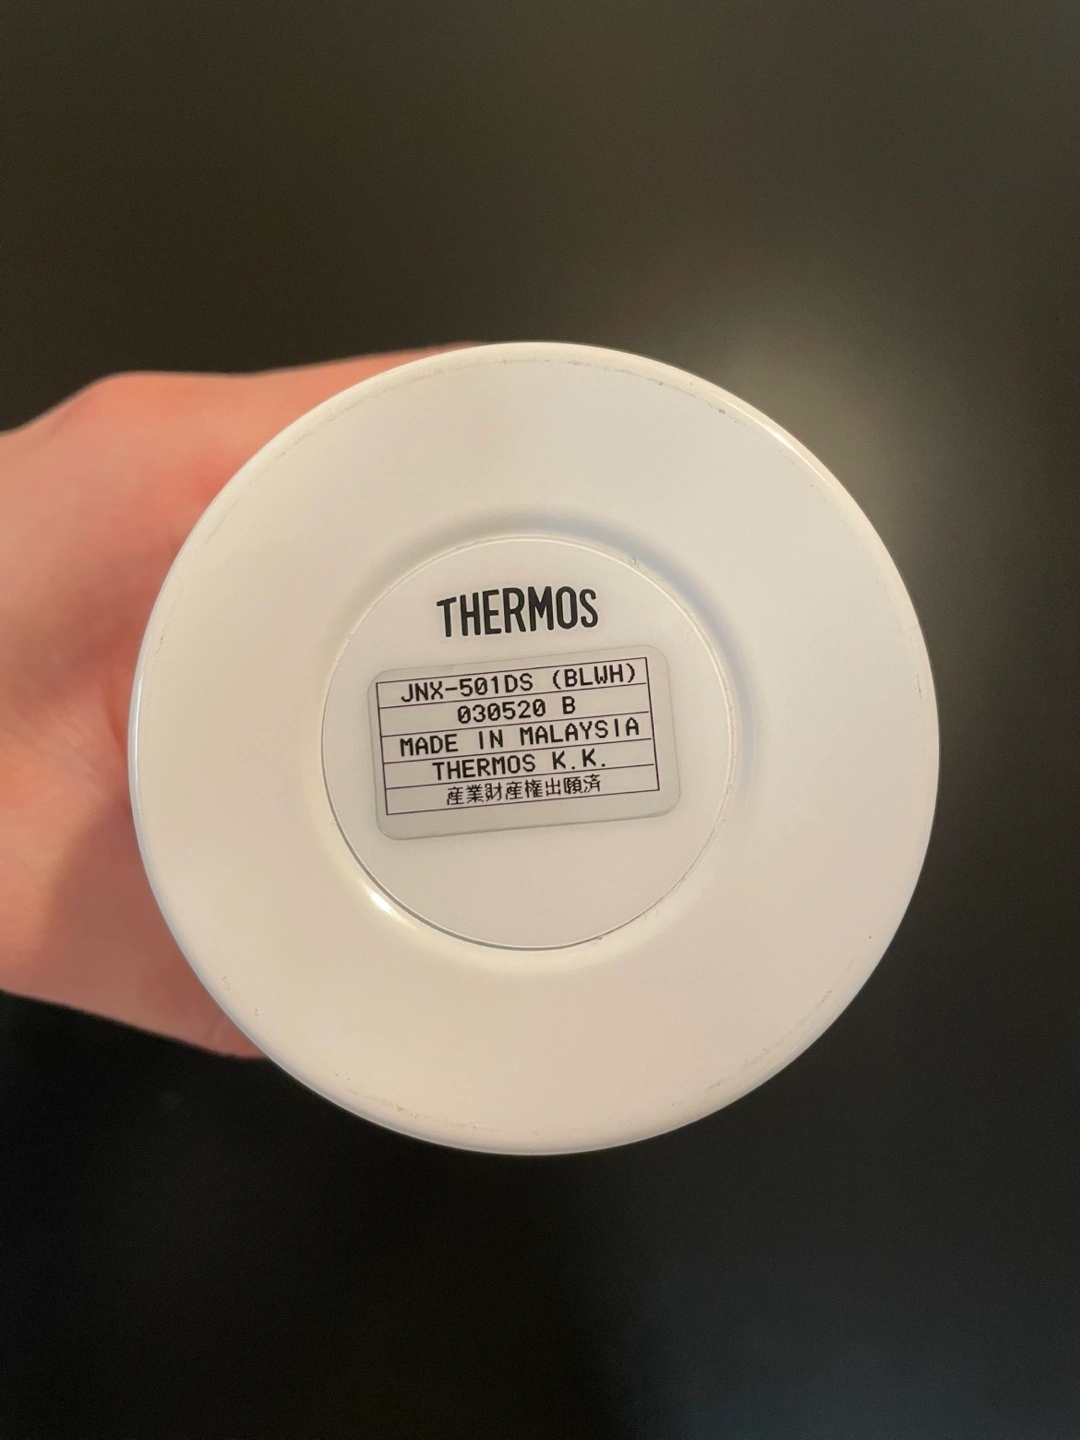 THERMOS
JNX-501DS (BLWH)
030520 B
MADE IN MALAYSIA
THERMOS K.K.
産業財産権出願済